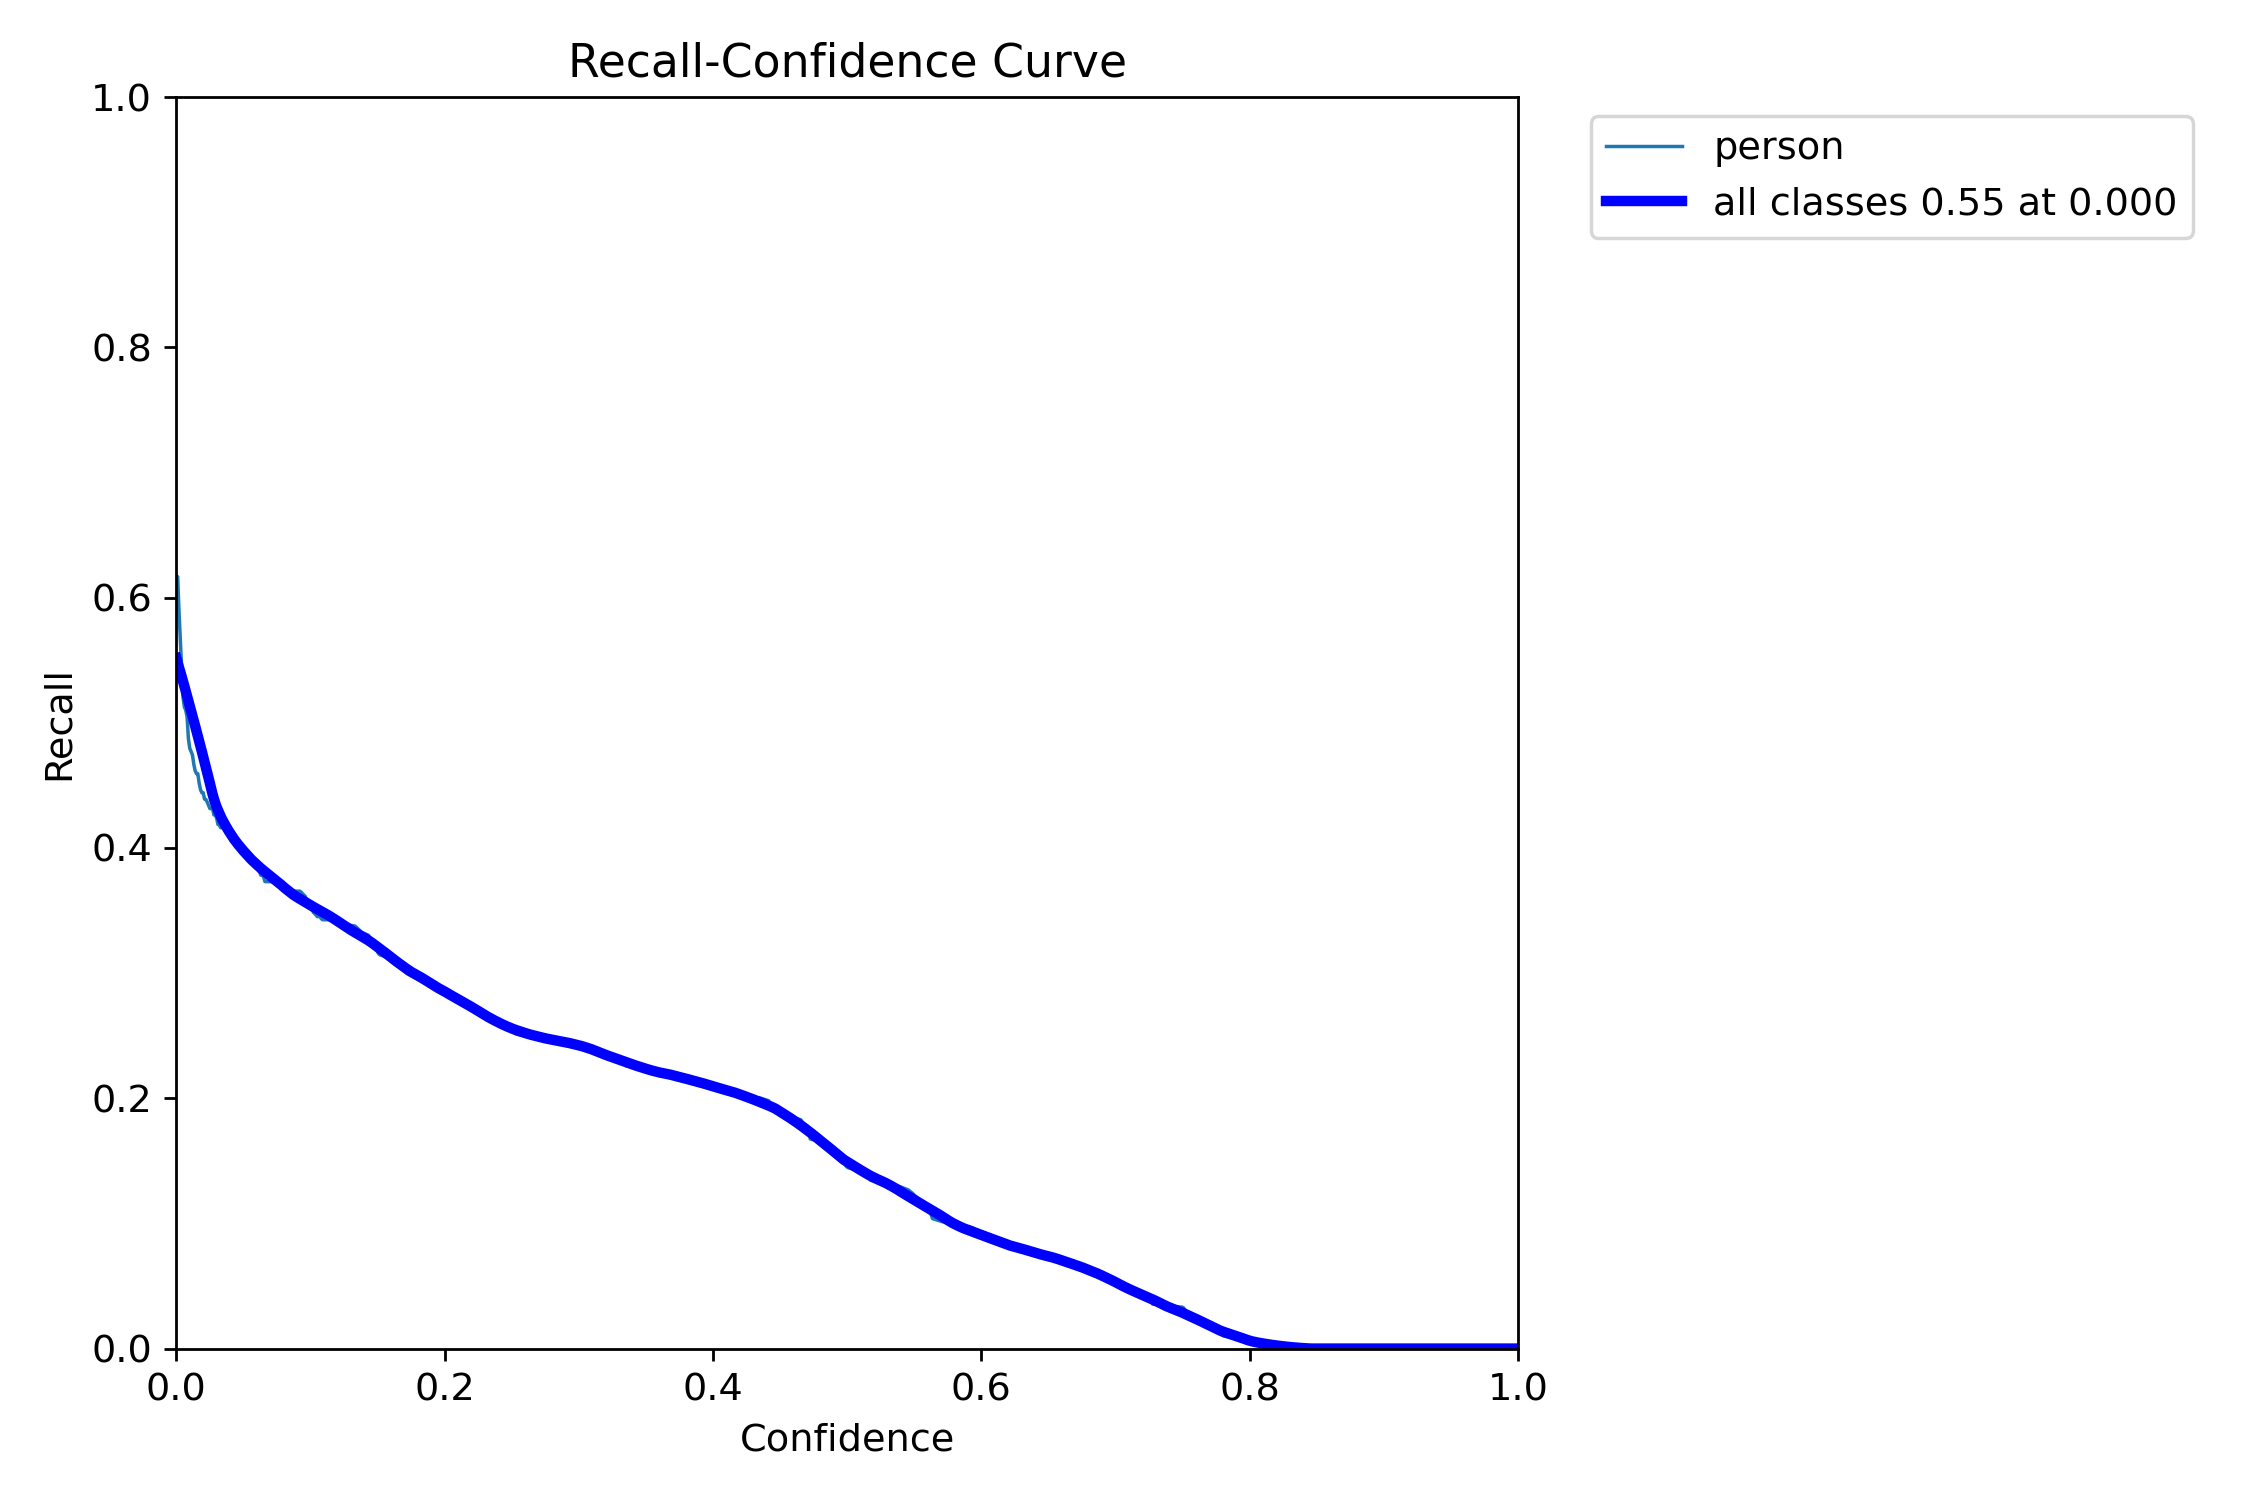 Recall-Confidence Curve
1.0
0.8
0.6
0.4
0.2
0.0
Recall
0.0 0.2 0.4 0.6 0.8 1.0
Confidence
person
all classes 0.55 at 0.000